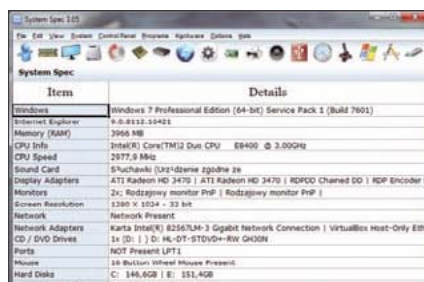 System Spec 3.05
File Edit View System Control Panel Programs Hardware Options Help
System Spec
Item Details
Windows Windows 7 Professional Edition (64-bit) Service Pack 1 (Build 7601)
Internet Explorer 9.0.8112.16421
Memory (RAM) 3966 MB
CPU Info Intel(R) Core(TM)2 Duo CPU E8400 @ 3.00GHz
CPU Speed 2977,9 MHz
Sound Card S³uchawki (Urz¹dzenie zgodne ze
Display Adapters ATI Radeon HD 3470 | ATI Radeon HD 3470 | RDPDD Chained DD | RDP Encoder
Monitors 2x; Rodzajowy monitor PnP | Rodzajowy monitor PnP |
Screen Resolution 1280 X 1024 - 32 bit
Network Network Present
Network Adapters Karta Intel(R) 82567LM-3 Gigabit Network Connection | VirtualBox Host-Only Eth
CD / DVD Drives 1x (D: | ) D: HL-DT-STDVD+-RW GH30N
Ports NOT Present LPT1
Mouse 16 Button Wheel Mouse Present
Hard Disks C: 146,6GB | E: 151,4GB